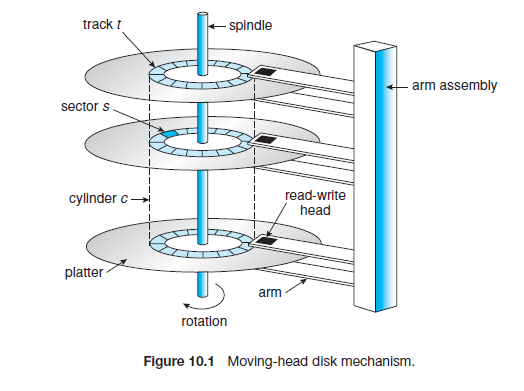 track t
spindle
arm assembly
sector s
cylinder c
read-write
head
platter
arm
rotation
Figure 10.1 Moving-head disk mechanism.